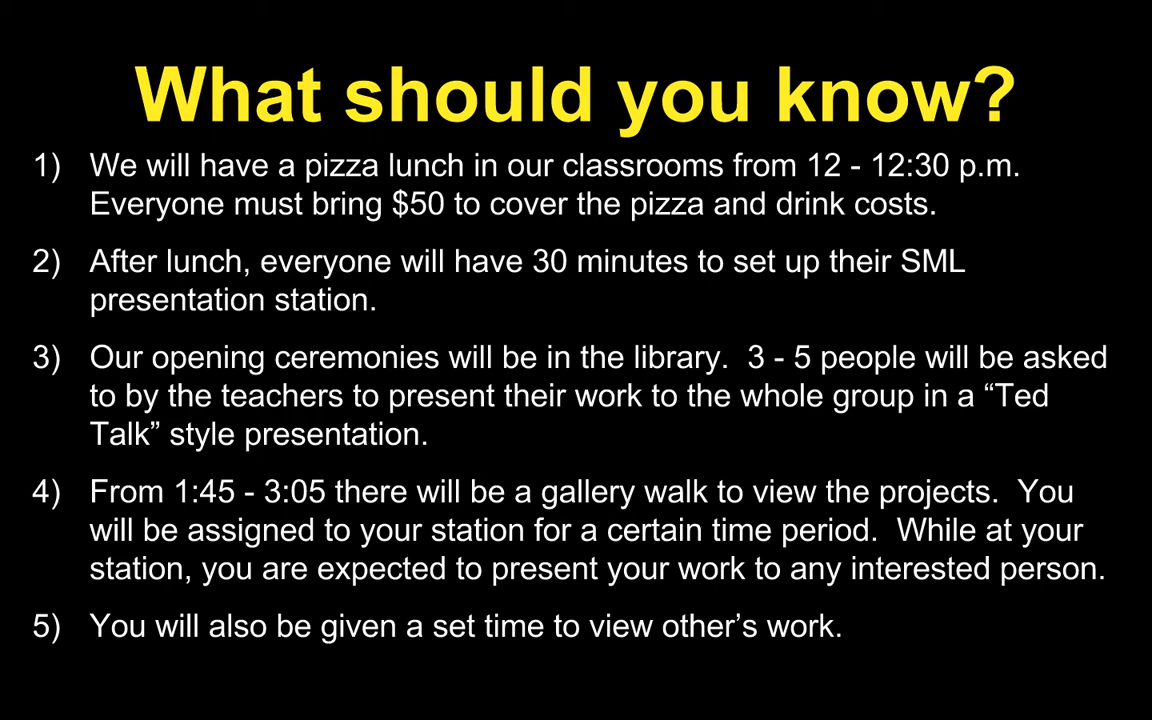 What should you know?
1) We will have a pizza lunch in our classrooms from 12 - 12:30 p.m.
Everyone must bring $50 to cover the pizza and drink costs.
2) After lunch, everyone will have 30 minutes to set up their SML
presentation station.
3) Our opening ceremonies will be in the library.  3 - 5 people will be asked
to by the teachers to present their work to the whole group in a “Ted
Talk” style presentation.
4) From 1:45 - 3:05 there will be a gallery walk to view the projects.  You
will be assigned to your station for a certain time period.  While at your
station, you are expected to present your work to any interested person.
5) You will also be given a set time to view other’s work.